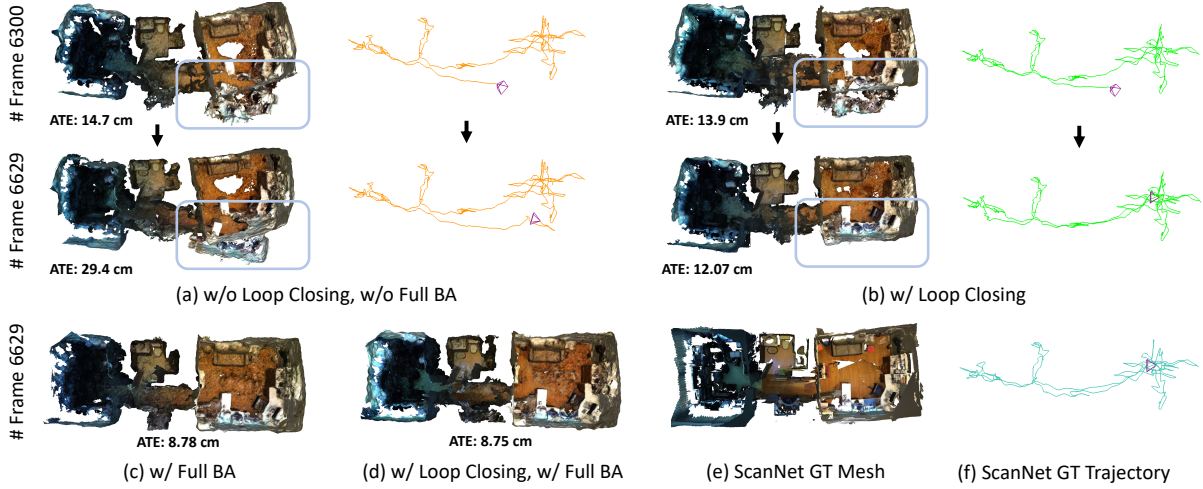 # Frame 6300
ATE: 14.7 cm
ATE: 13.9 cm
# Frame 6629
ATE: 29.4 cm
ATE: 12.07 cm
(a) w/o Loop Closing, w/o Full BA
(b) w/ Loop Closing
# Frame 6629
ATE: 8.78 cm
ATE: 8.75 cm
(c) w/ Full BA
(d) w/ Loop Closing, w/ Full BA
(e) ScanNet GT Mesh
(f) ScanNet GT Trajectory